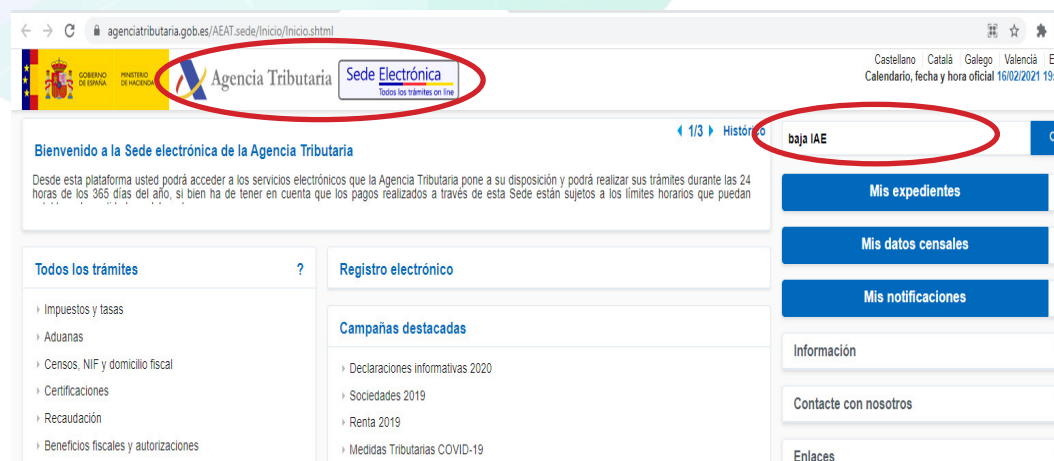 agenciatributaria.gob.es/AEAT.sede/Inicio/Inicio.shtml
GOBIERNO DE ESPAÑA
MINISTERIO DE HACIENDA
Agencia Tributaria
Sede Electrónica
Todos los trámites on line
Castellano Català Galego Valencià E
Calendario, fecha y hora oficial 16/02/2021 19:
1/3 Histórico
Bienvenido a la Sede electrónica de la Agencia Tributaria
Desde esta plataforma usted podrá acceder a los servicios electrónicos que la Agencia Tributaria pone a su disposición y podrá realizar sus trámites durante las 24
horas de los 365 días del año, si bien ha de tener en cuenta que los pagos realizados a través de esta Sede están sujetos a los límites horarios que puedan
baja IAE
Mis expedientes
Mis datos censales
Mis notificaciones
Información
Contacte con nosotros
Enlaces
Todos los trámites ?
Impuestos y tasas
Aduanas
Censos, NIF y domicilio fiscal
Certificaciones
Recaudación
Beneficios fiscales y autorizaciones
Registro electrónico
Campañas destacadas
Declaraciones informativas 2020
Sociedades 2019
Renta 2019
Medidas Tributarias COVID-19